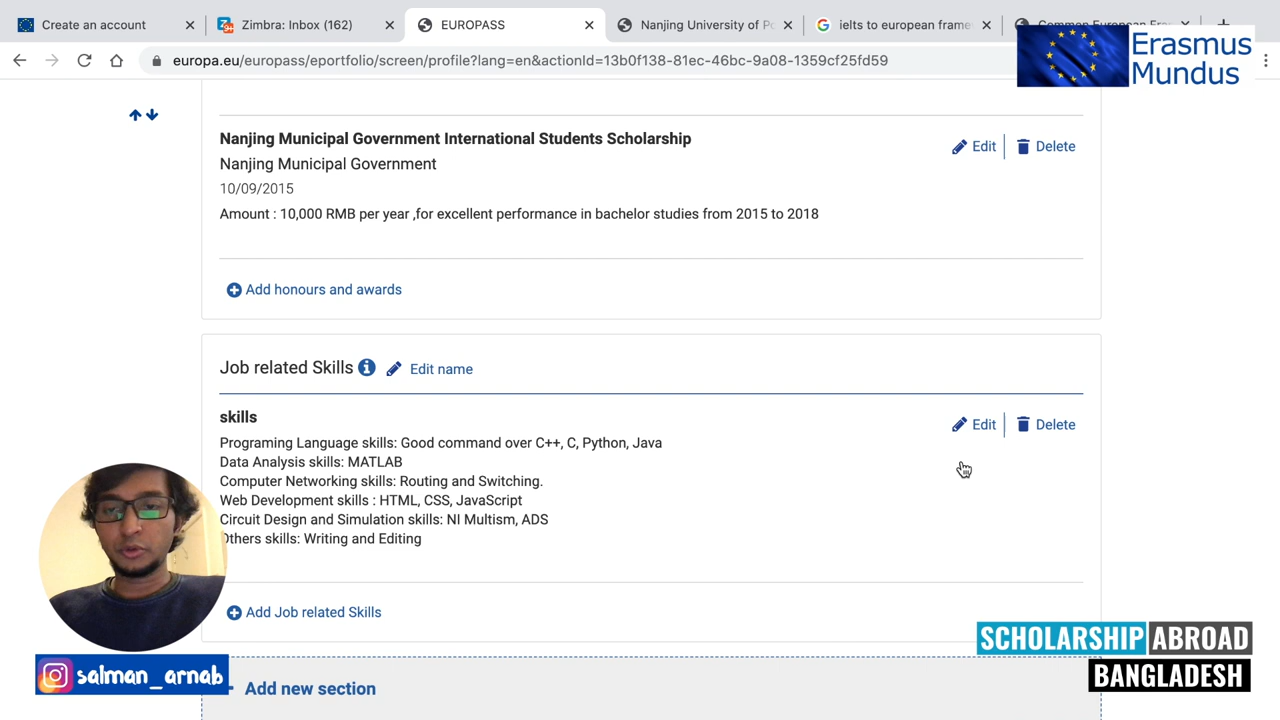 Create an account
Zimbra: Inbox (162)
EUROPASS
Nanjing University of Po
ielts to european frame
Common European Fra
europa.eu/europass/eportfolio/screen/profile?lang=en&actionId=13b0f138-81ec-46bc-9a08-1359cf25fd59
Erasmus
Mundus
Nanjing Municipal Government International Students Scholarship
Edit
Delete
Nanjing Municipal Government
10/09/2015
Amount : 10,000 RMB per year ,for excellent performance in bachelor studies from 2015 to 2018
Add honours and awards
Job related Skills
Edit name
skills
Edit
Delete
Programing Language skills: Good command over C++, C, Python, Java
Data Analysis skills: MATLAB
Computer Networking skills: Routing and Switching.
Web Development skills : HTML, CSS, JavaScript
Circuit Design and Simulation skills: NI Multism, ADS
Others skills: Writing and Editing
Add Job related Skills
SCHOLARSHIP ABROAD
BANGLADESH
salman_arnab
Add new section